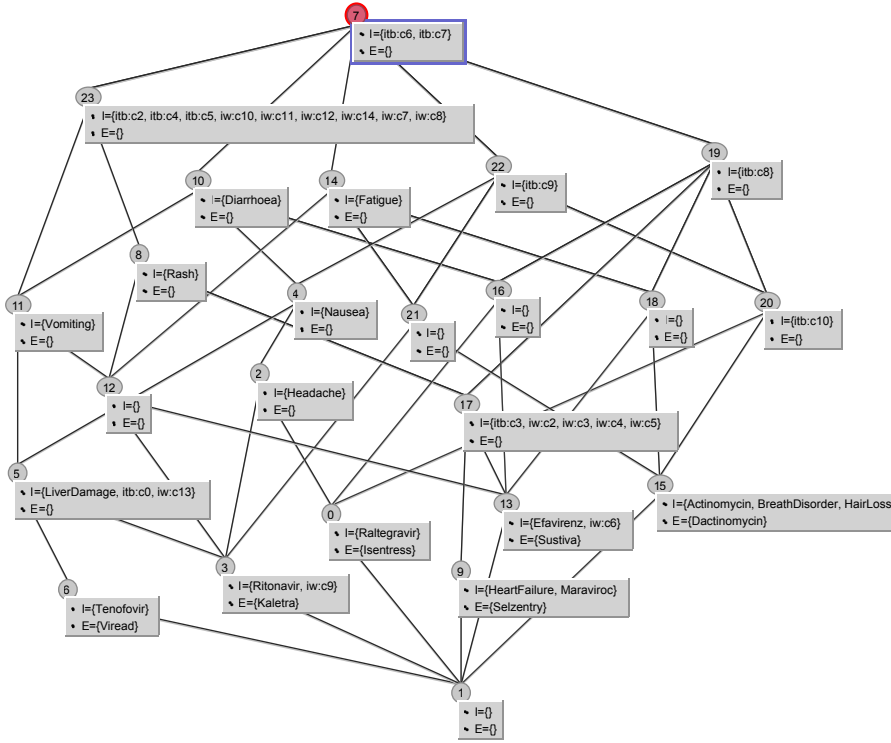 7
I={itb:c6, itb:c7}
E={}
23
I={itb:c2, itb:c4, itb:c5, iw:c10, iw:c11, iw:c12, iw:c14, iw:c7, iw:c8}
E={}
19
I={itb:c8}
E={}
10
I={Diarrhoea}
E={}
14
I={Fatigue}
E={}
22
I={itb:c9}
E={}
8
I={Rash}
E={}
11
I={Vomiting}
E={}
4
I={Nausea}
E={}
21
I={}
E={}
16
I={}
E={}
18
I={}
E={}
20
I={itb:c10}
E={}
12
I={}
E={}
2
I={Headache}
E={}
17
I={itb:c3, iw:c2, iw:c3, iw:c4, iw:c5}
E={}
5
I={LiverDamage, itb:c0, iw:c13}
E={}
0
I={Raltegravir}
E={Isentress}
13
I={Efavirenz, iw:c6}
E={Sustiva}
15
I={Actinomycin, BreathDisorder, HairLoss
E={Dactinomycin}
3
I={Ritonavir, iw:c9}
E={Kaletra}
9
I={HeartFailure, Maraviroc}
E={Selzentry}
6
I={Tenofovir}
E={Viread}
1
I={}
E={}